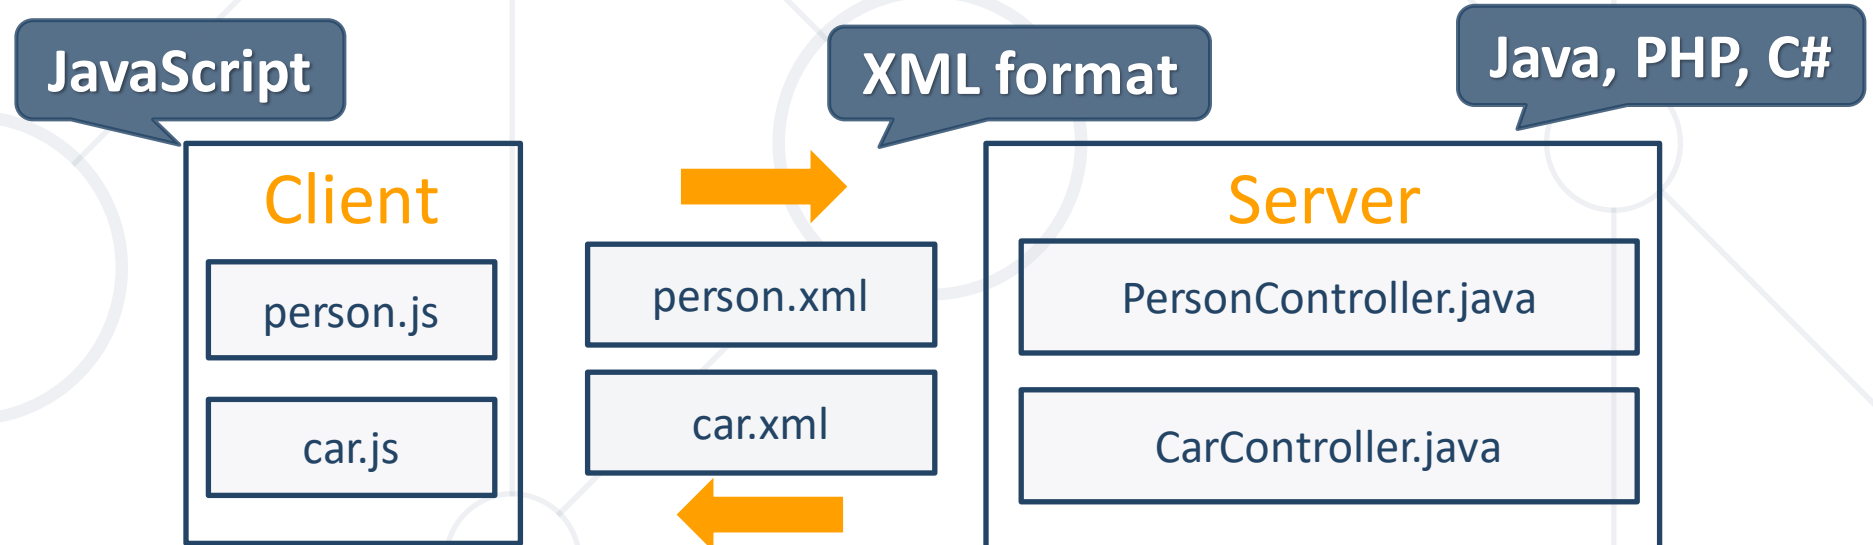 JavaScript
XML format
Java, PHP, C#
Client
person.js
car.js
person.xml
car.xml
Server
PersonController.java
CarController.java